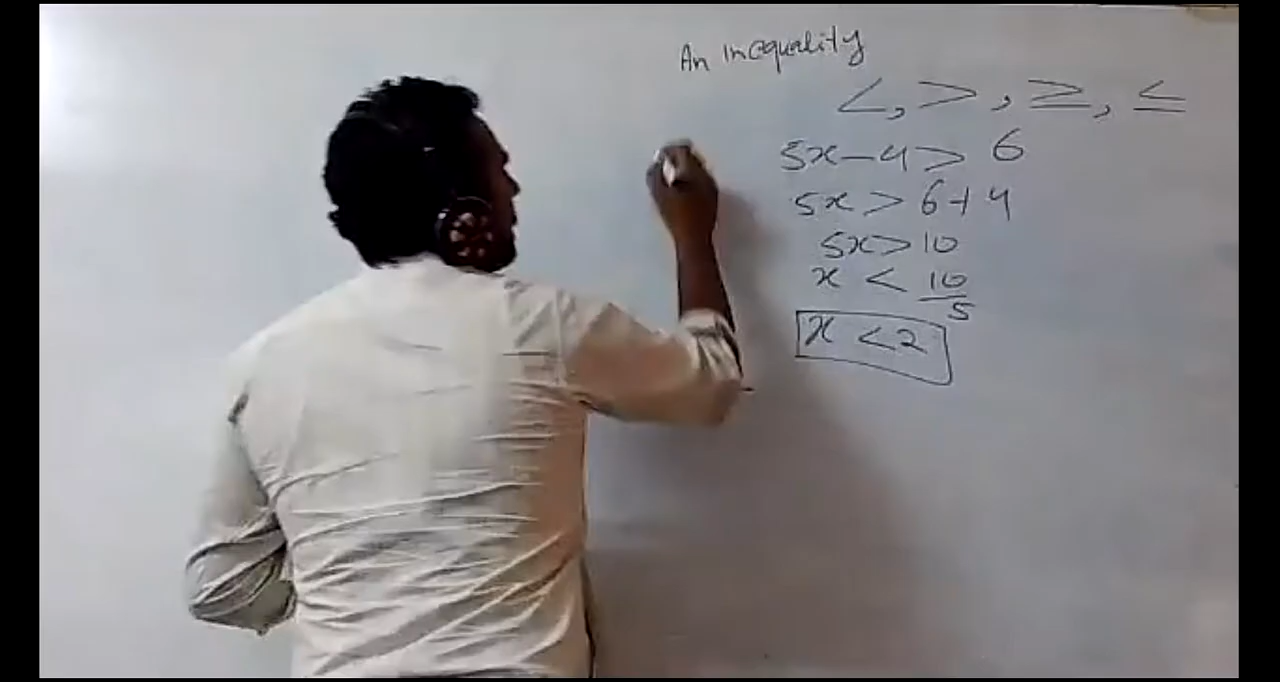 An Inequality
<, >, ≥, ≤
5x-4 > 6
5x > 6+4
5x > 10
x < 10/5
x < 2